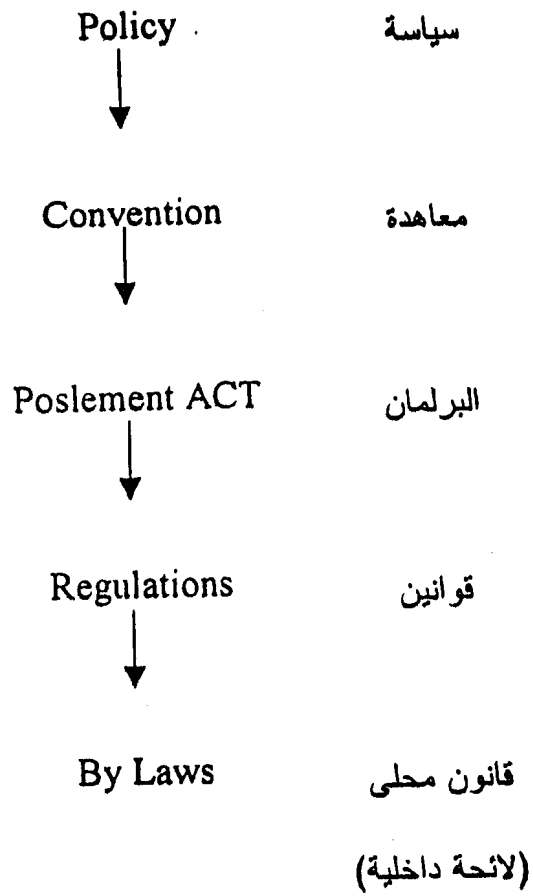 Policy سياسة
Convention معاهدة
Poslement ACT البرلمان
Regulations قوانين
By Laws قانون محلى
(لائحة داخلية)